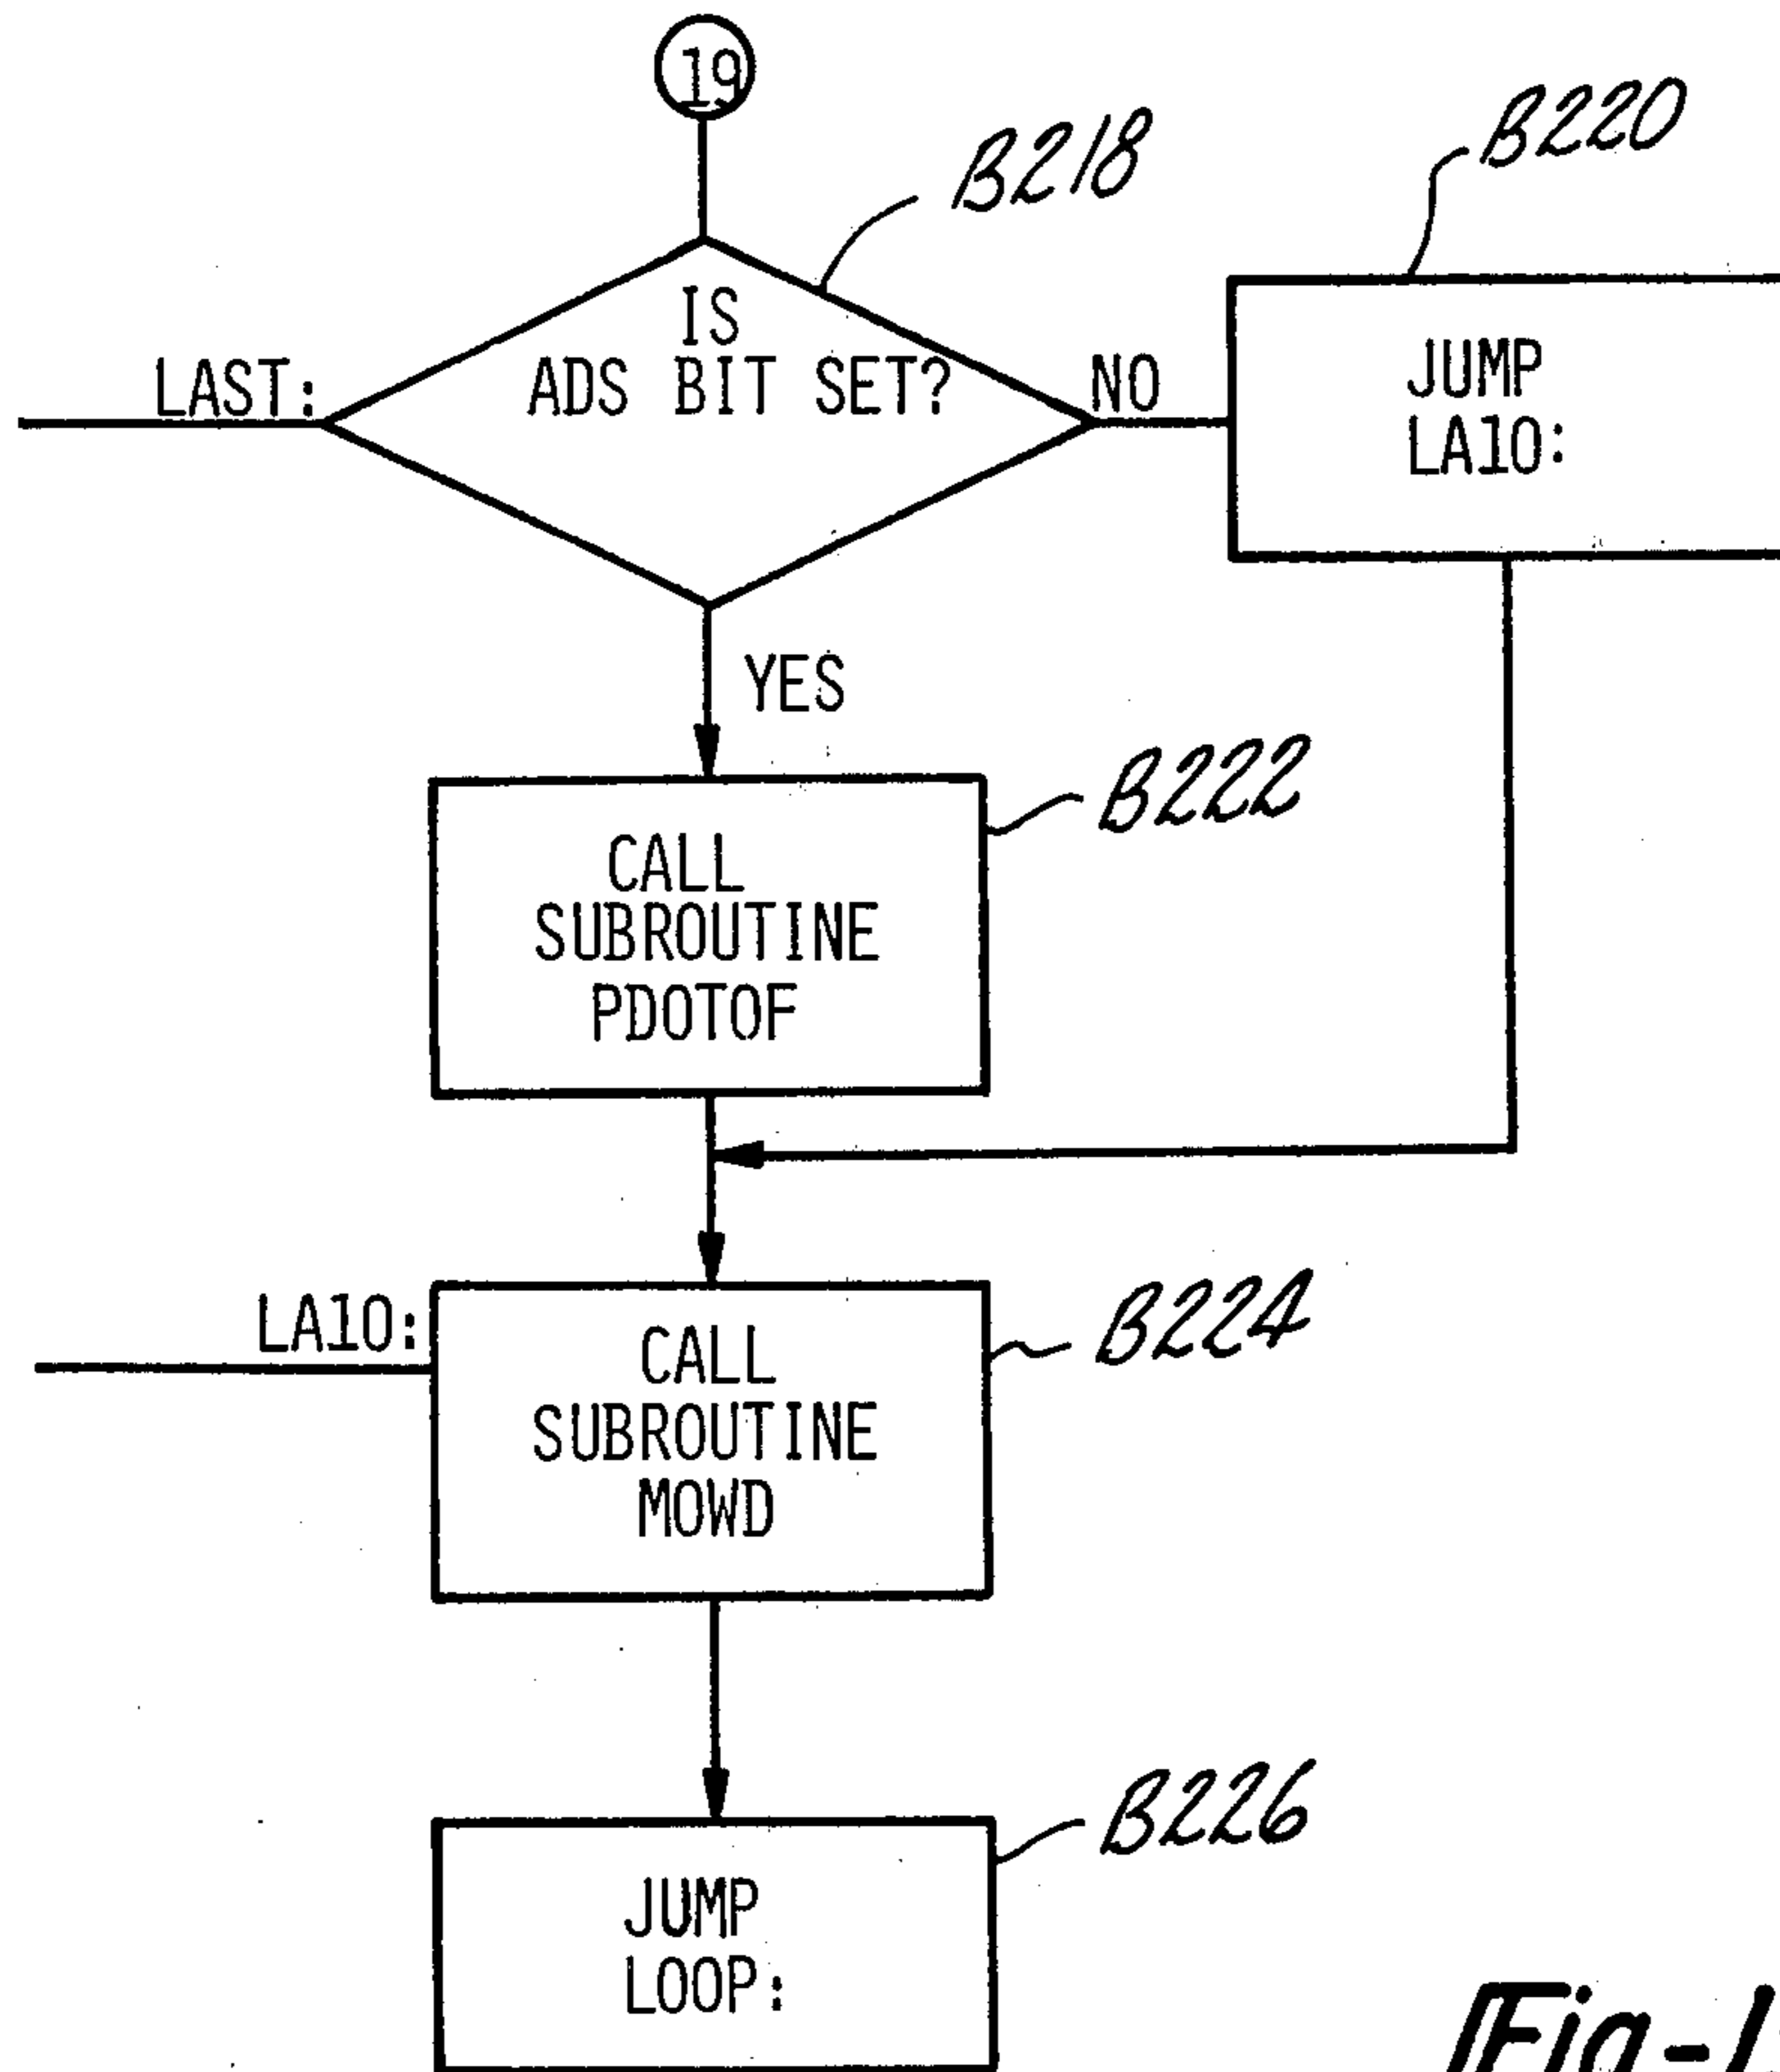 19
B218
B220
IS
ADS BIT SET?
LAST:
NO
JUMP
LA10:
YES
B222
CALL
SUBROUTINE
PDOTOF
LA10:
B224
CALL
SUBROUTINE
MOWD
B226
JUMP
LOOP: